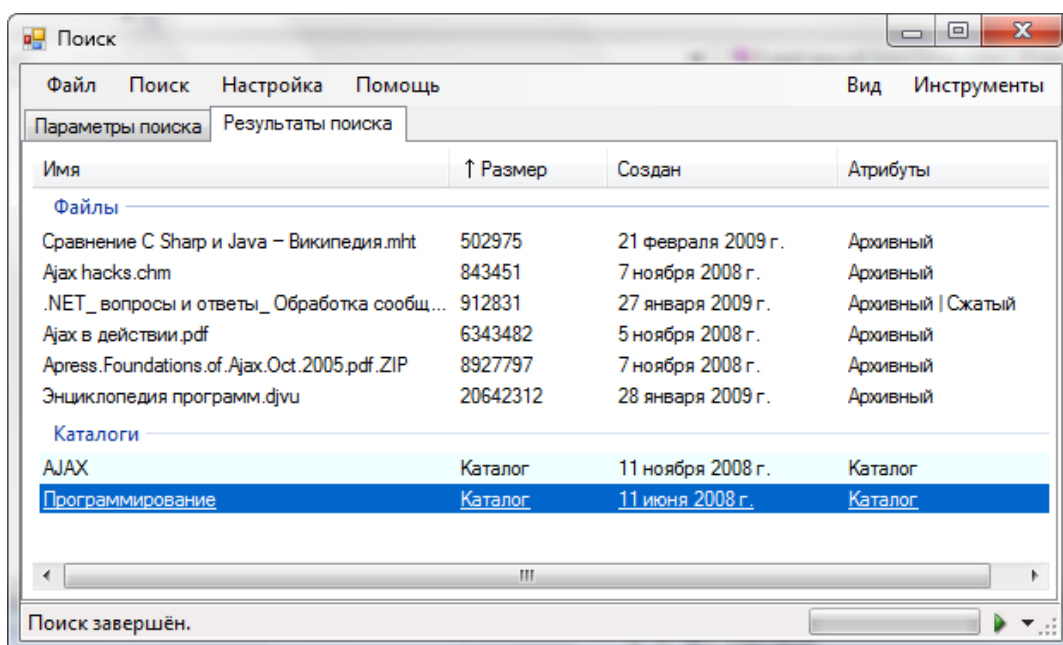 Поиск
Файл Поиск Настройка Помощь Вид Инструменты
Параметры поиска Результаты поиска
Имя ↑ Размер Создан Атрибуты
Файлы
Сравнение C Sharp и Java – Википедия.mht 502975 21 февраля 2009 г. Архивный
Ajax hacks.chm 843451 7 ноября 2008 г. Архивный
.NET_ вопросы и ответы_ Обработка сообщ... 912831 27 января 2009 г. Архивный | Сжатый
Ajax в действии.pdf 6343482 5 ноября 2008 г. Архивный
Apress.Foundations.of.Ajax.Oct.2005.pdf.ZIP 8927797 7 ноября 2008 г. Архивный
Энциклопедия программ.djvu 20642312 28 января 2009 г. Архивный
Каталоги
AJAX Каталог 11 ноября 2008 г. Каталог
Программирование Каталог 11 июня 2008 г. Каталог
Поиск завершён.